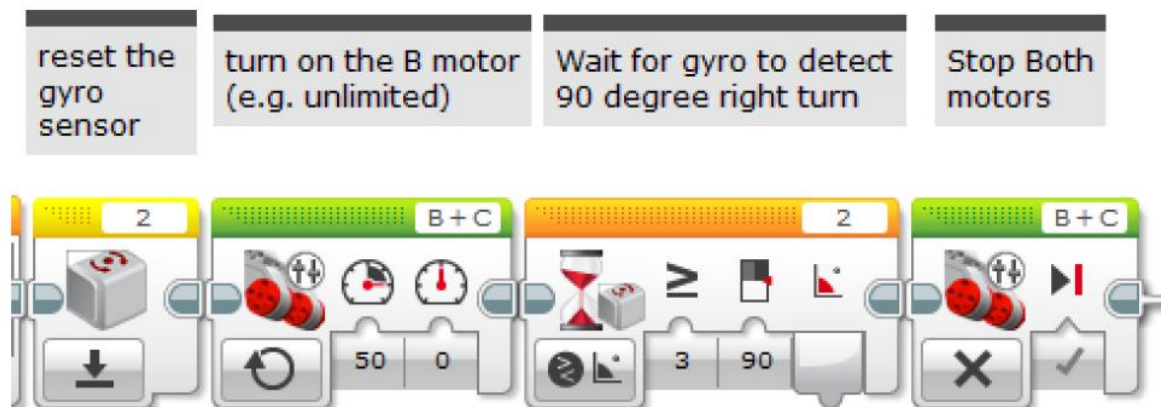 reset the
gyro
sensor
turn on the B motor
(e.g. unlimited)
Wait for gyro to detect
90 degree right turn
Stop Both
motors
2
B + C
50
0
2
≥
3
90
B + C